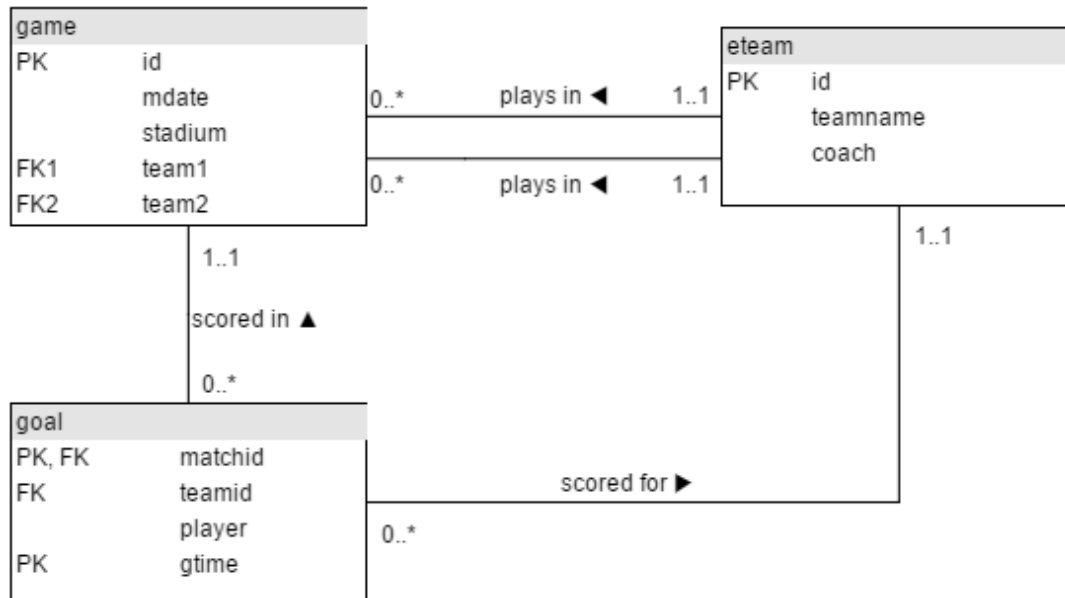 game
PK id
mdate
stadium
FK1 team1
FK2 team2
eteam
PK id
teamname
coach
0..* plays in ◄ 1..1
0..* plays in ◄ 1..1
1..1
scored in ▲
0..*
1..1
goal
PK, FK matchid
FK teamid
player
PK gtime
scored for ►
0..*